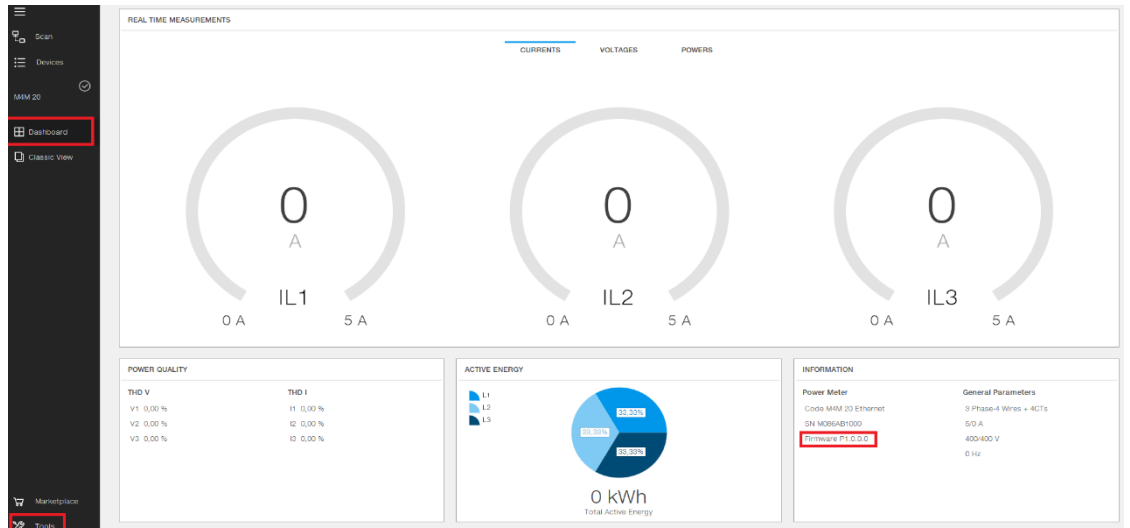 REAL TIME MEASUREMENTS
Scan
Devices
M4M 20
Dashboard
Classic View
CURRENTS VOLTAGES POWERS
0
A
IL1
0 A 5 A
0
A
IL2
0 A 5 A
0
A
IL3
0 A 5 A
POWER QUALITY
THD V THD I
V1 0,00 % I1 0,00 %
V2 0,00 % I2 0,00 %
V3 0,00 % I3 0,00 %
ACTIVE ENERGY
L1
L2
L3
33,33%
33,33%
33,33%
0 kWh
Total Active Energy
INFORMATION
Power Meter General Parameters
Code M4M 20 Ethernet 3 Phase-4 Wires + 4CTs
SN M086AB1000 5/0 A
Firmware P1.0.0.0 400/400 V
0 Hz
Marketplace
Tools